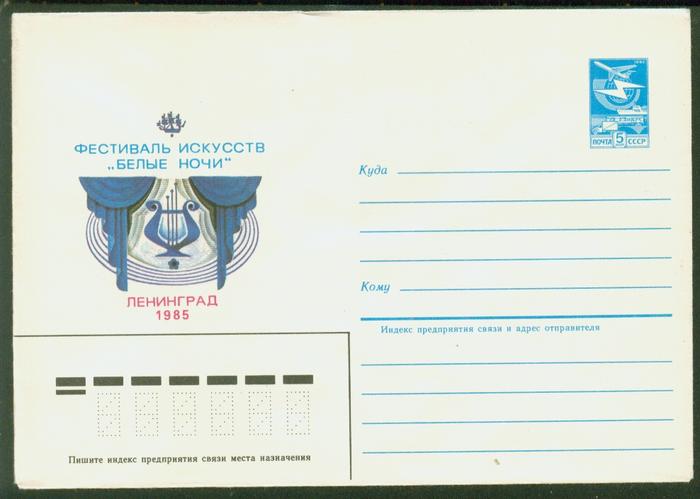 ФЕСТИВАЛЬ ИСКУССТВ
„БЕЛЫЕ НОЧИ“
ЛЕНИНГРАД
1985
ПОЧТА 5 СССР
Куда
Кому
Индекс предприятия связи и адрес отправителя
Пишите индекс предприятия связи места назначения